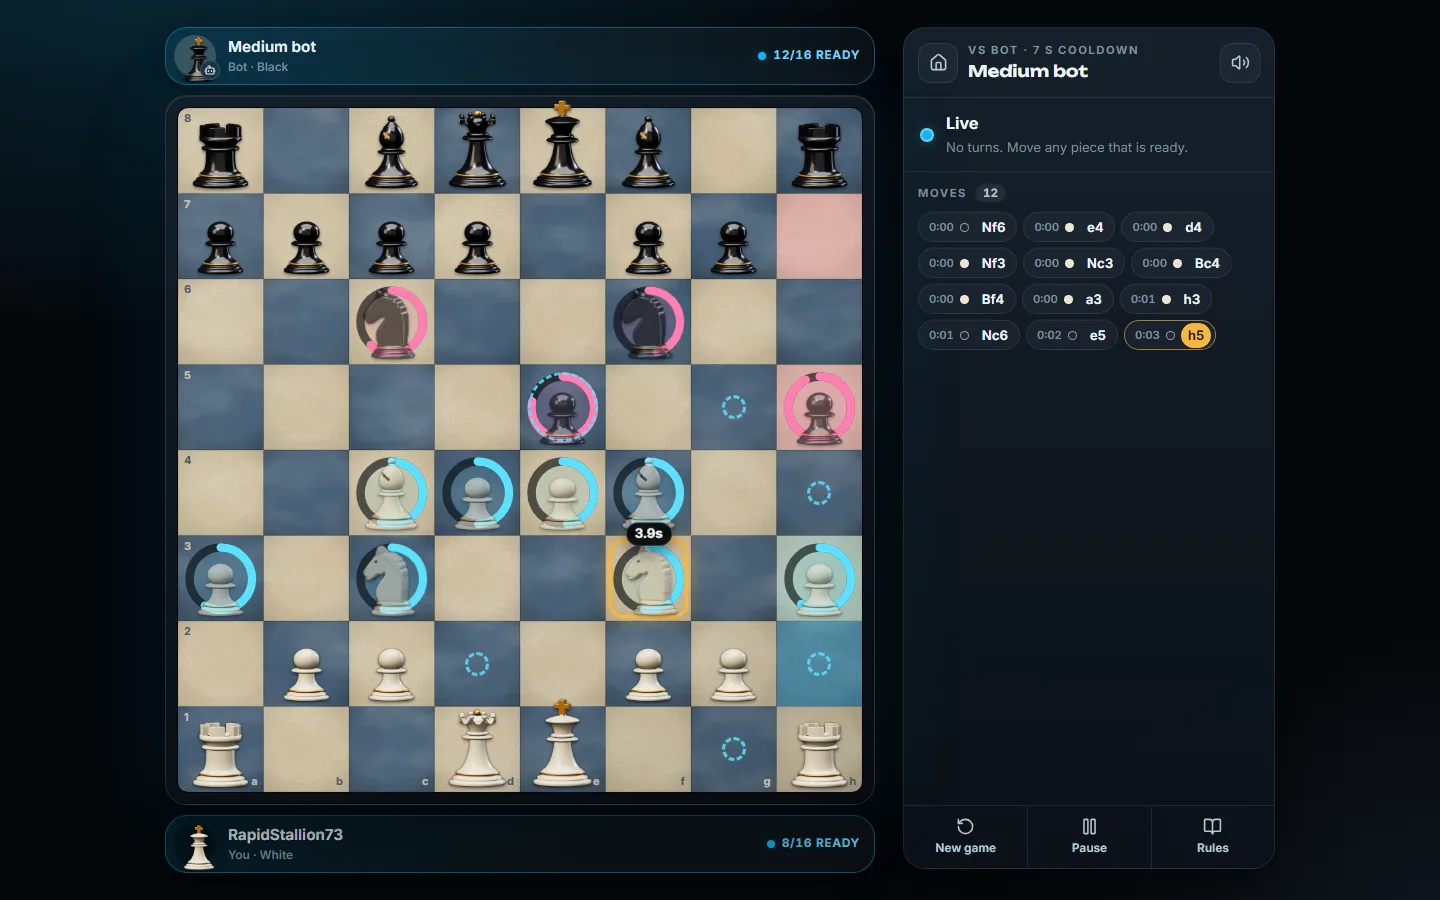 Medium bot
Bot · Black
12/16 READY
8
7
6
5
4
3
2
1
a
b
c
d
e
f
g
h
3.9s
RapidStallion73
You · White
8/16 READY
VS BOT · 7 S COOLDOWN
Medium bot
Live
No turns. Move any piece that is ready.
MOVES 12
0:00 Nf6 0:00 e4 0:00 d4
0:00 Nf3 0:00 Nc3 0:00 Bc4
0:00 Bf4 0:00 a3 0:01 h3
0:01 Nc6 0:02 e5 0:03 h5
New game
Pause
Rules